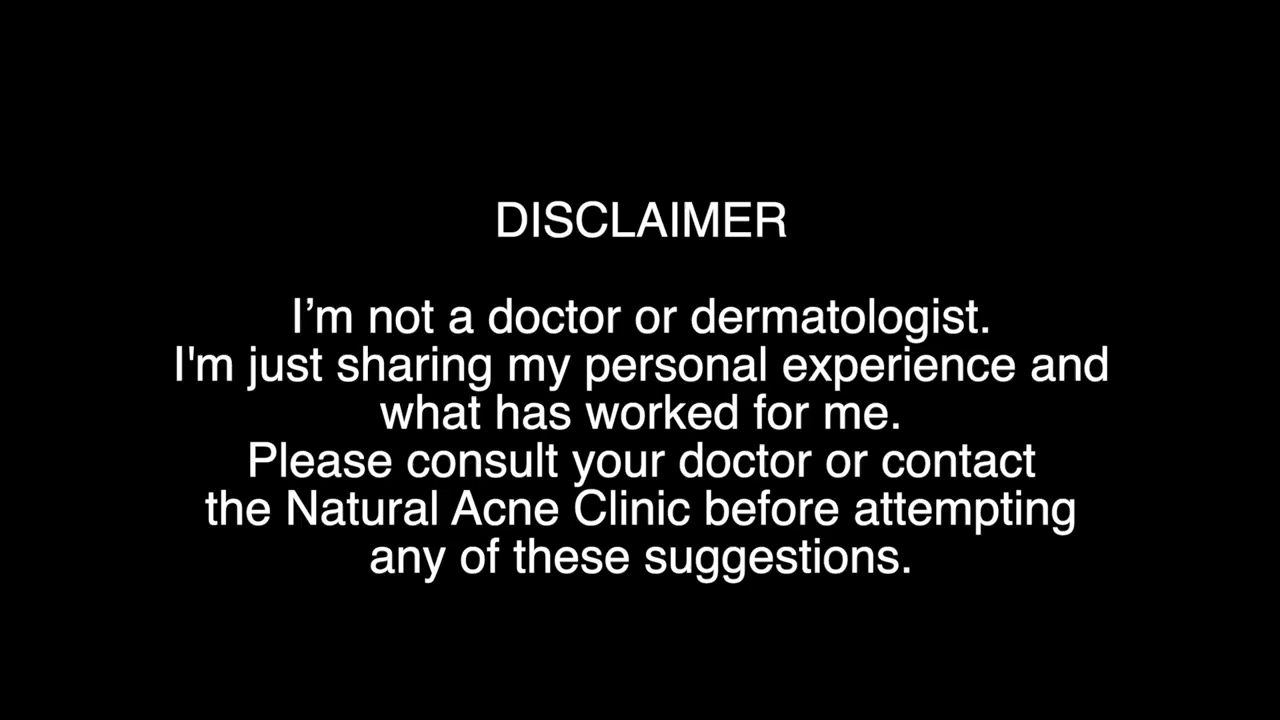 DISCLAIMER
I’m not a doctor or dermatologist.
I'm just sharing my personal experience and
what has worked for me.
Please consult your doctor or contact
the Natural Acne Clinic before attempting
any of these suggestions.